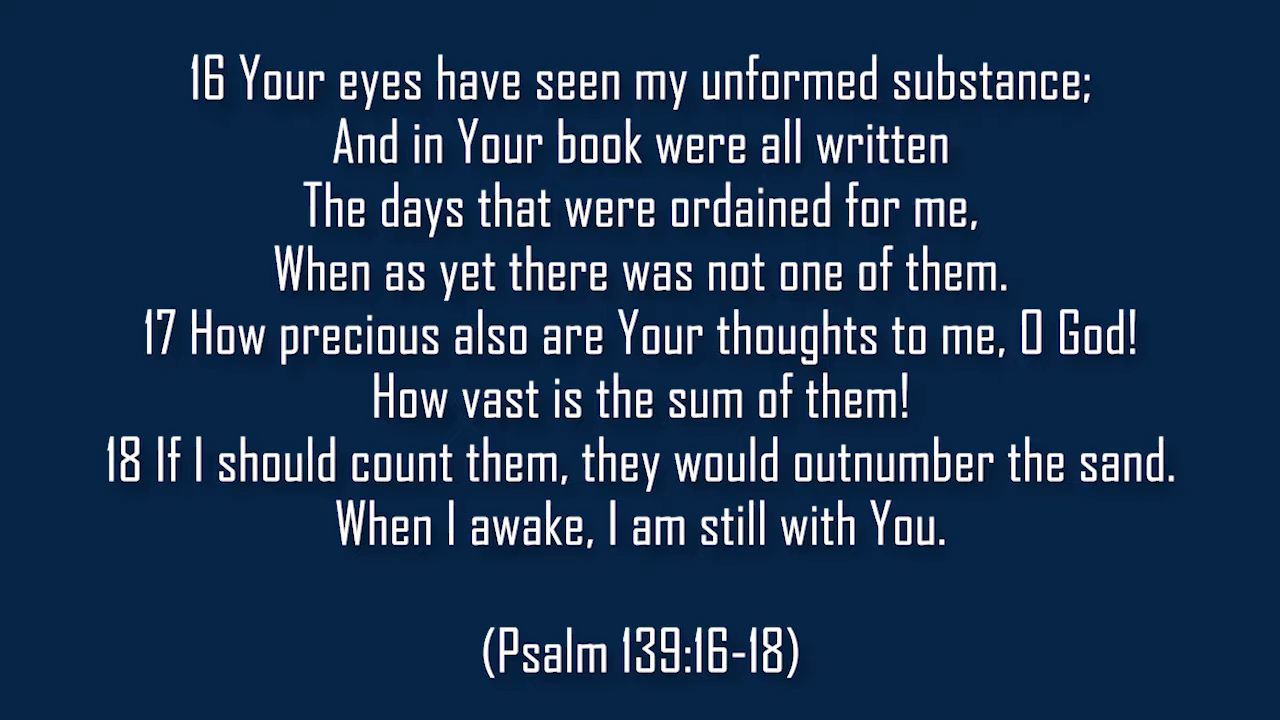 16 Your eyes have seen my unformed substance;
And in Your book were all written
The days that were ordained for me,
When as yet there was not one of them.
17 How precious also are Your thoughts to me, O God!
How vast is the sum of them!
18 If I should count them, they would outnumber the sand.
When I awake, I am still with You.
(Psalm 139:16-18)